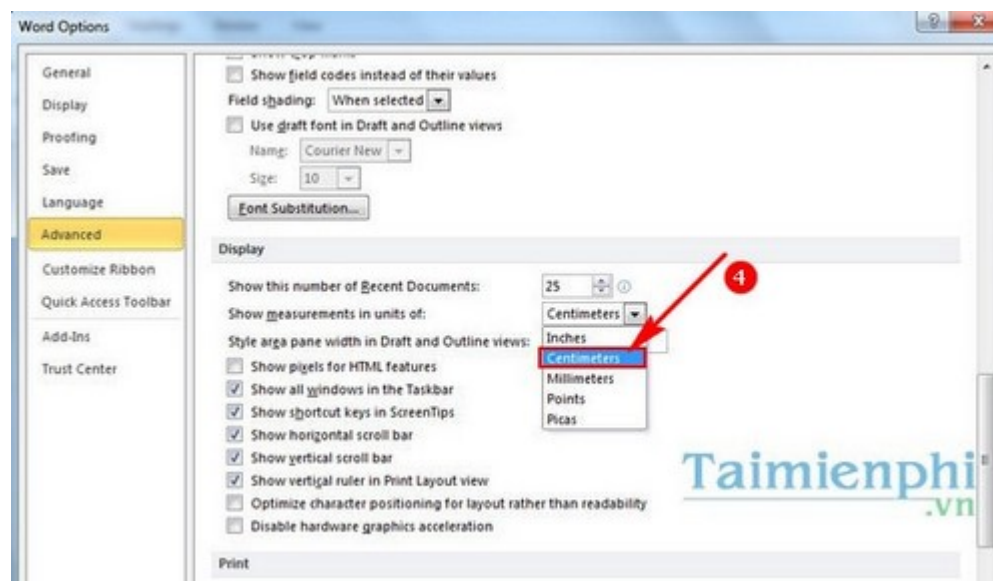 Word Options
General
Display
Proofing
Save
Language
Advanced
Customize Ribbon
Quick Access Toolbar
Add-Ins
Trust Center
Show field codes instead of their values
Field shading: When selected
Use draft font in Draft and Outline views
Name: Courier New
Size: 10
Font Substitution...
Display
Show this number of Recent Documents: 25
Show measurements in units of: Centimeters
Style area pane width in Draft and Outline views:
Inches
Centimeters
Millimeters
Points
Picas
4
Show pixels for HTML features
Show all windows in the Taskbar
Show shortcut keys in ScreenTips
Show horizontal scroll bar
Show vertical scroll bar
Show vertical ruler in Print Layout view
Optimize character positioning for layout rather than readability
Disable hardware graphics acceleration
Print
Taimienphi
.vn